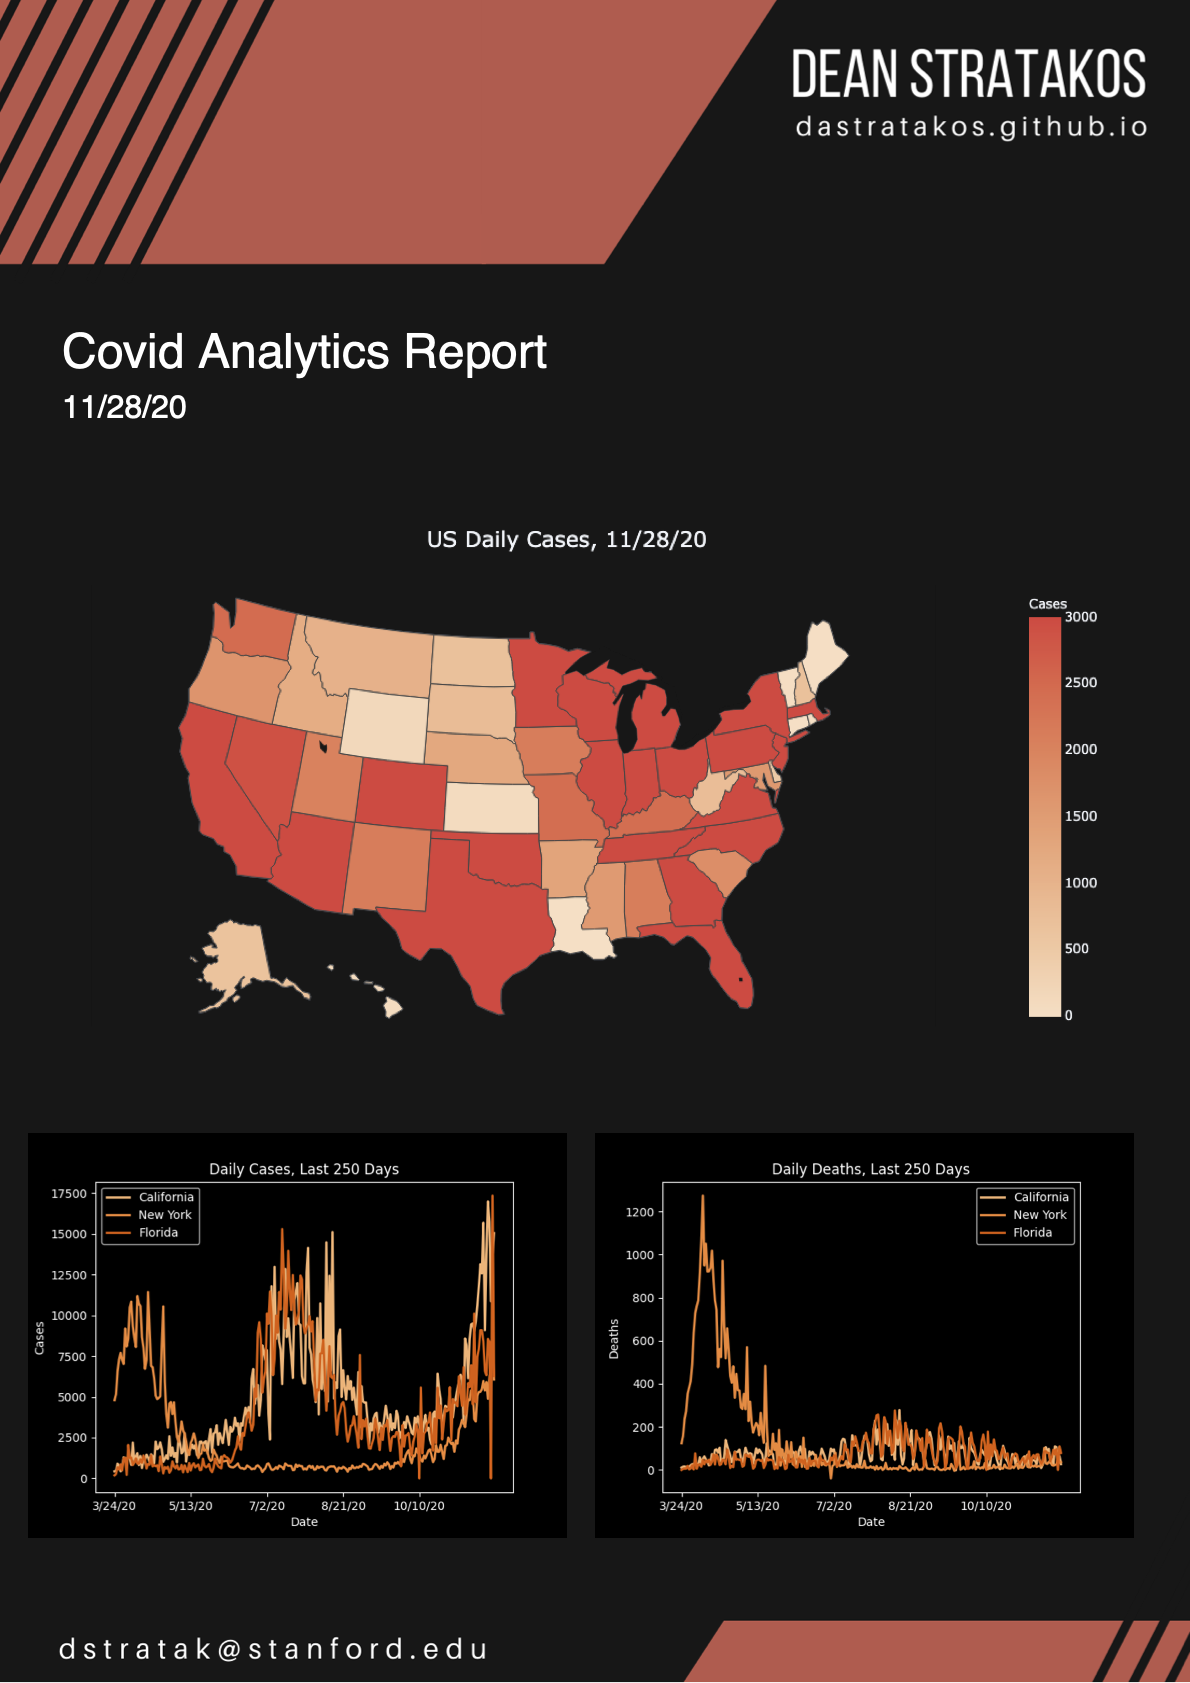 DEAN STRATAKOS
dastratakos.github.io
Covid Analytics Report
11/28/20
US Daily Cases, 11/28/20
Cases
3000
2500
2000
1500
1000
500
0
Daily Cases, Last 250 Days
California
New York
Florida
17500
15000
12500
10000
7500
5000
2500
0
Cases
3/24/20 5/13/20 7/2/20 8/21/20 10/10/20
Date
Daily Deaths, Last 250 Days
California
New York
Florida
1200
1000
800
600
400
200
0
Deaths
3/24/20 5/13/20 7/2/20 8/21/20 10/10/20
Date
dstratak@stanford.edu